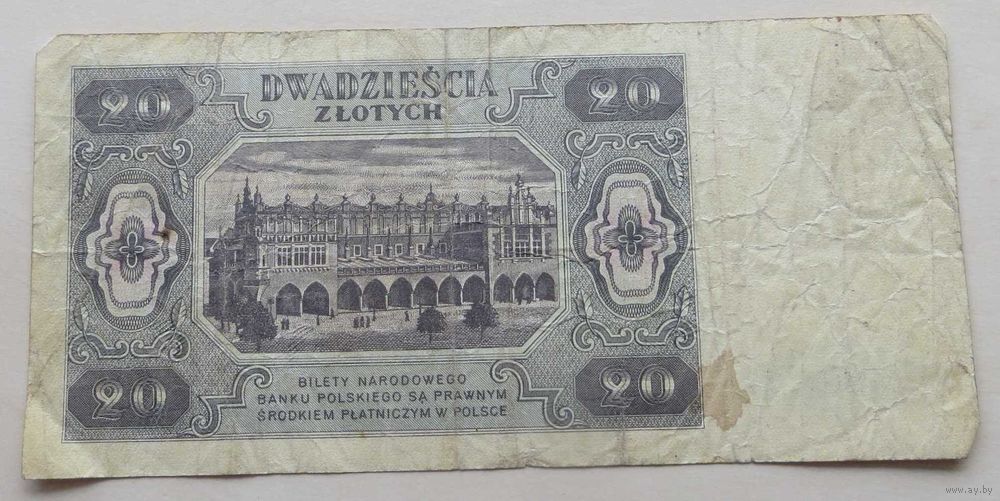 20 DWADZIEŚCIA 20
ZŁOTYCH
20 BILETY NARODOWEGO 20
BANKU POLSKIEGO SĄ PRAWNYM
ŚRODKIEM PŁATNICZYM W POLSCE
www.ay.by